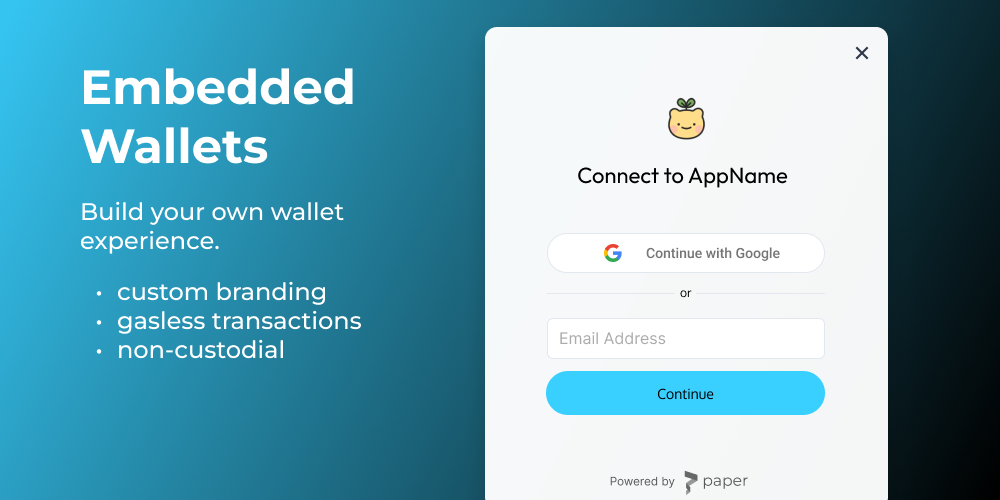 Embedded
Wallets
Build your own wallet
experience.
• custom branding
• gasless transactions
• non-custodial
Connect to AppName
Continue with Google
or
Email Address
Continue
Powered by paper